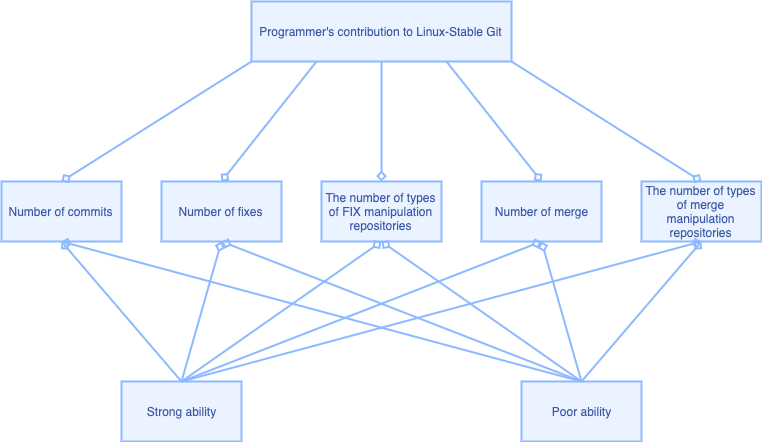 Programmer's contribution to Linux-Stable Git
Number of commits
Number of fixes
The number of types
of FIX manipulation
repositories
Number of merge
The number of types
of merge
manipulation
repositories
Strong ability
Poor ability